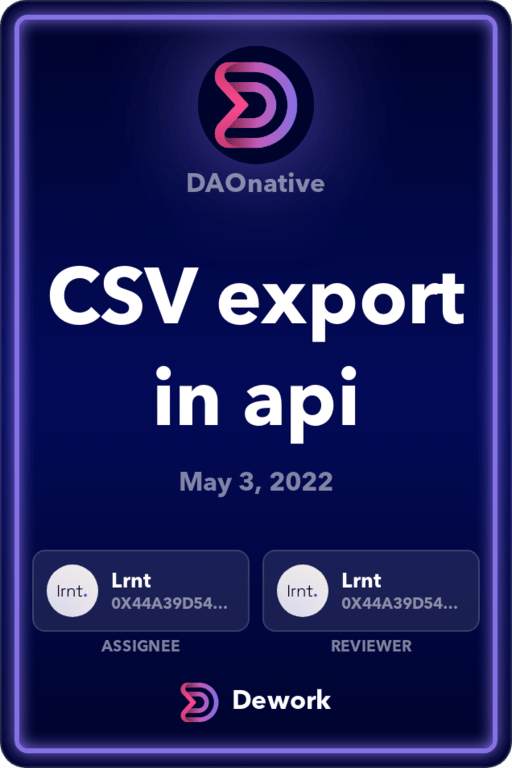 DAOnative
CSV export
in api
May 3, 2022
lrnt.
Lrnt
0X44A39D54...
lrnt.
Lrnt
0X44A39D54...
ASSIGNEE
REVIEWER
Dework